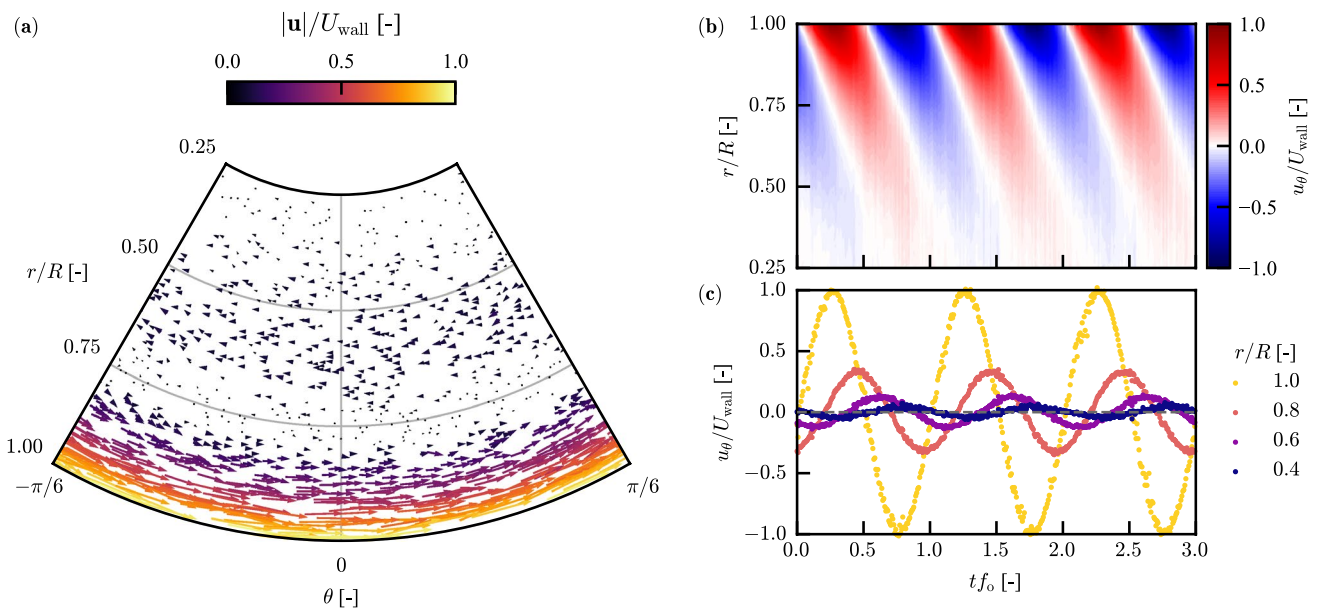 (a)
|u|/U_wall [-]
0.0 0.5 1.0
0.25
0.50
r/R [-]
0.75
1.00
−π/6
π/6
0
θ [-]
(b)
1.00
0.75
0.50
0.25
r/R [-]
1.0
0.5
0.0
−0.5
−1.0
u_θ/U_wall [-]
(c)
1.0
0.5
0.0
−0.5
−1.0
u_θ/U_wall [-]
0.0 0.5 1.0 1.5 2.0 2.5 3.0
tf_o [-]
r/R [-]
1.0
0.8
0.6
0.4